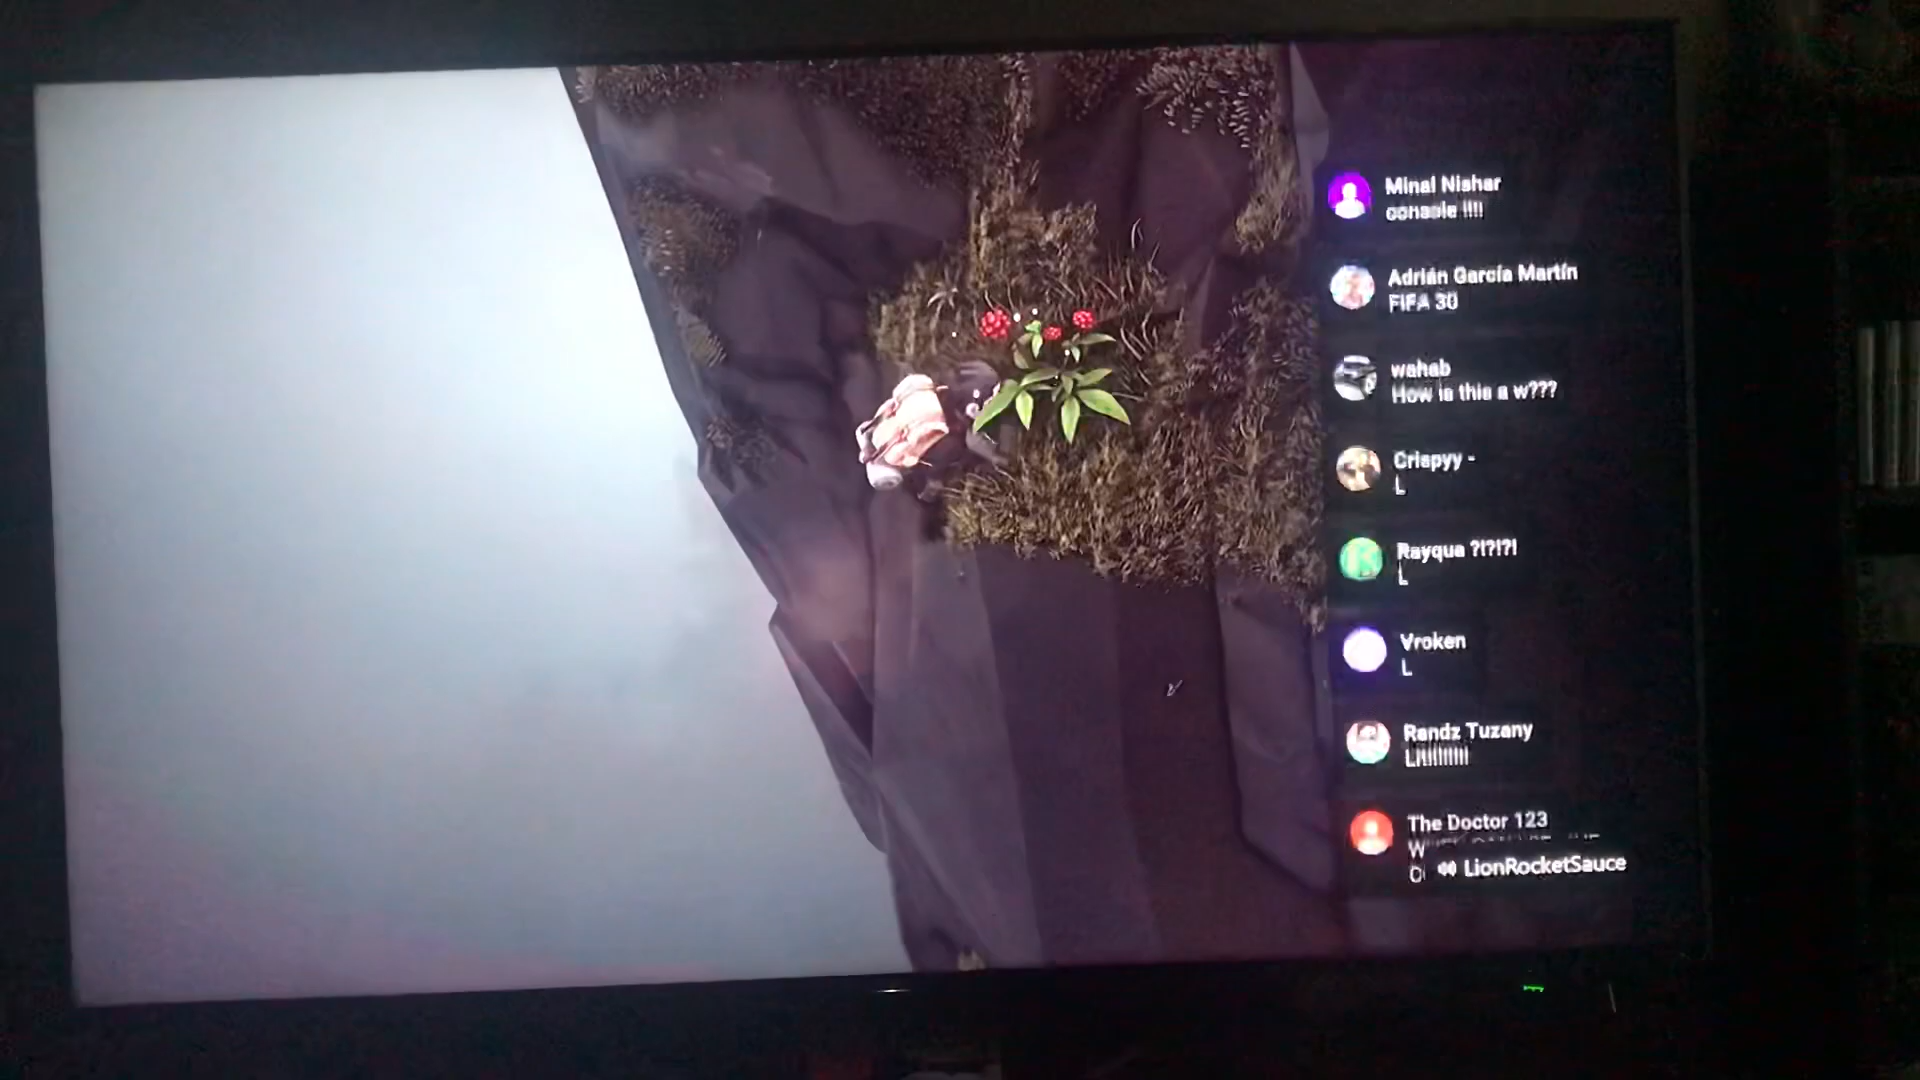 Minal Nishar
console !!!!
Adrián García Martín
FIFA 30
wahab
How is this a w???
Crispyy -
L
Rayqua ?!?!?!
L
Vroken
L
Randz Tuzany
The Doctor 123
LionRocketSauce